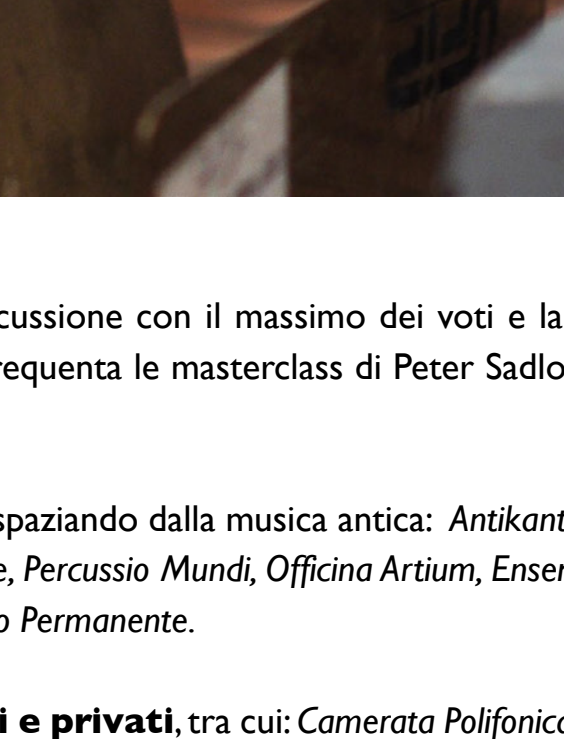 cussione con il massimo dei voti e la
requenta le masterclass di Peter Sadlo
spaziando dalla musica antica: Antikant
e, Percussio Mundi, Officina Artium, Ensem
o Permanente.
i e privati, tra cui: Camerata Polifonica